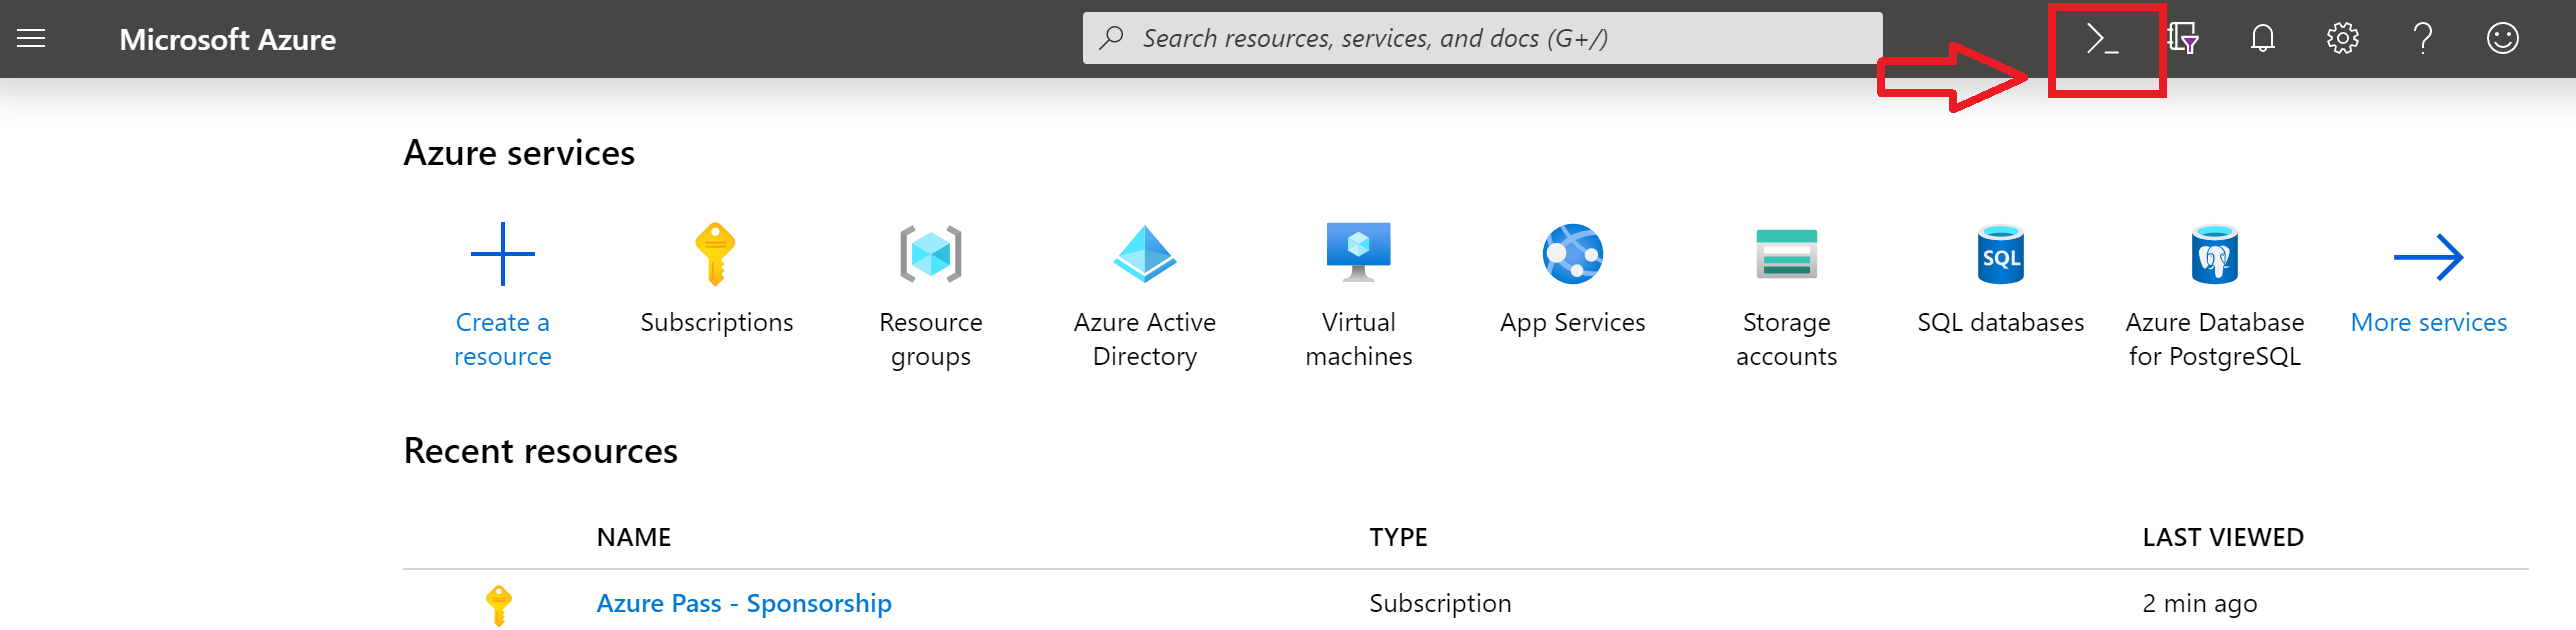 Microsoft Azure
Search resources, services, and docs (G+/)
Azure services
Create a
resource
Subscriptions
Resource
groups
Azure Active
Directory
Virtual
machines
App Services
Storage
accounts
SQL
SQL databases
Azure Database
for PostgreSQL
More services
Recent resources
NAME TYPE LAST VIEWED
Azure Pass - Sponsorship Subscription 2 min ago